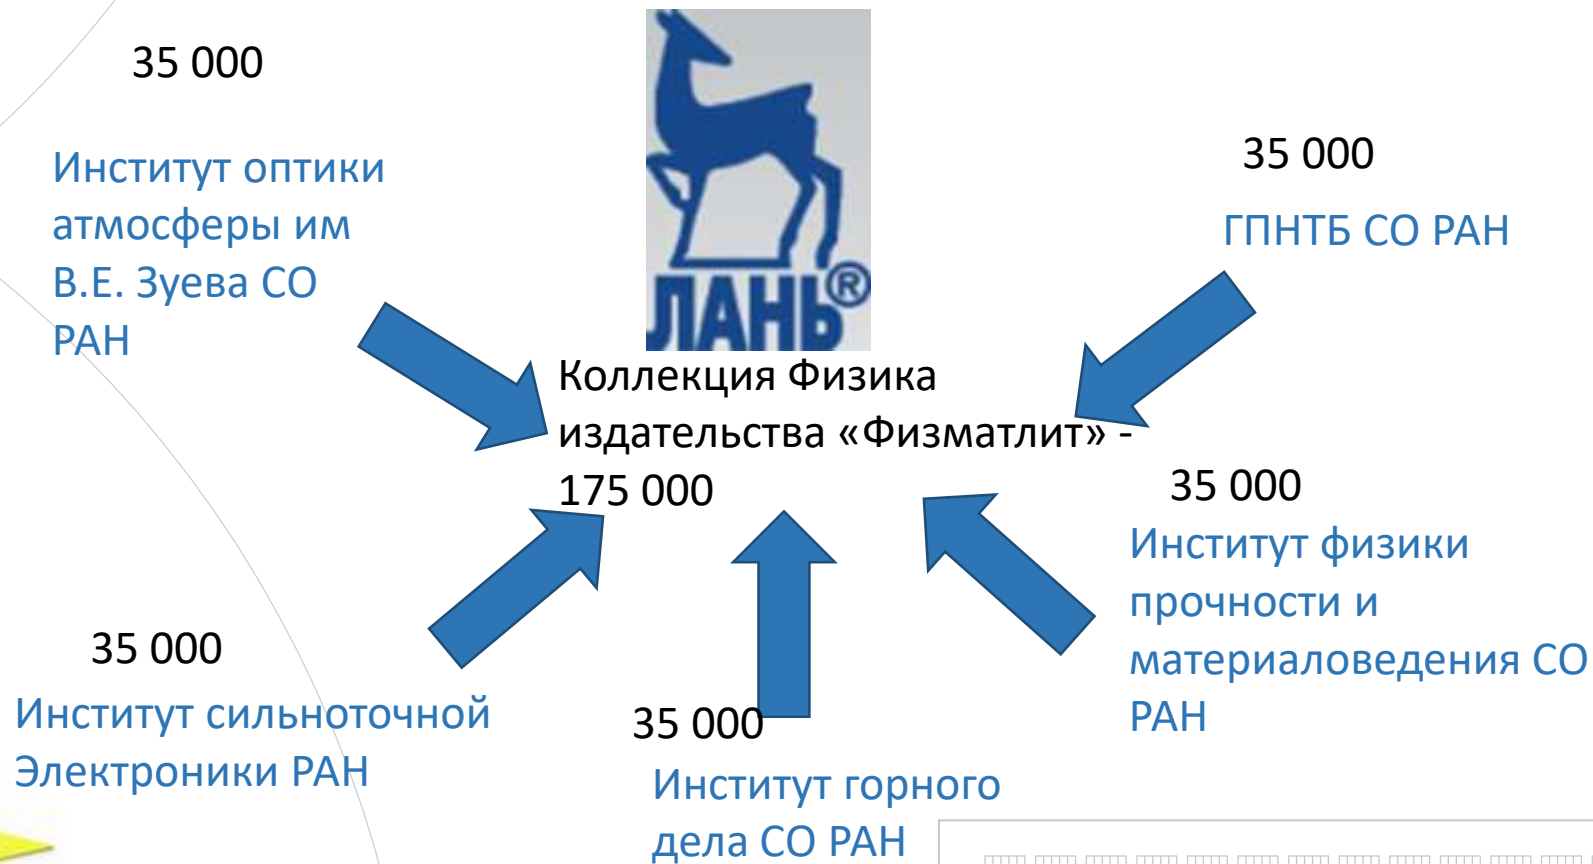 35 000
Институт оптики
атмосферы им
В.Е. Зуева СО
РАН
ЛАНЬ®
35 000
ГПНТБ СО РАН
Коллекция Физика
издательства «Физматлит» -
175 000
35 000
Институт физики
прочности и
материаловедения СО
РАН
35 000
Институт сильноточной
Электроники РАН
35 000
Институт горного
дела СО РАН